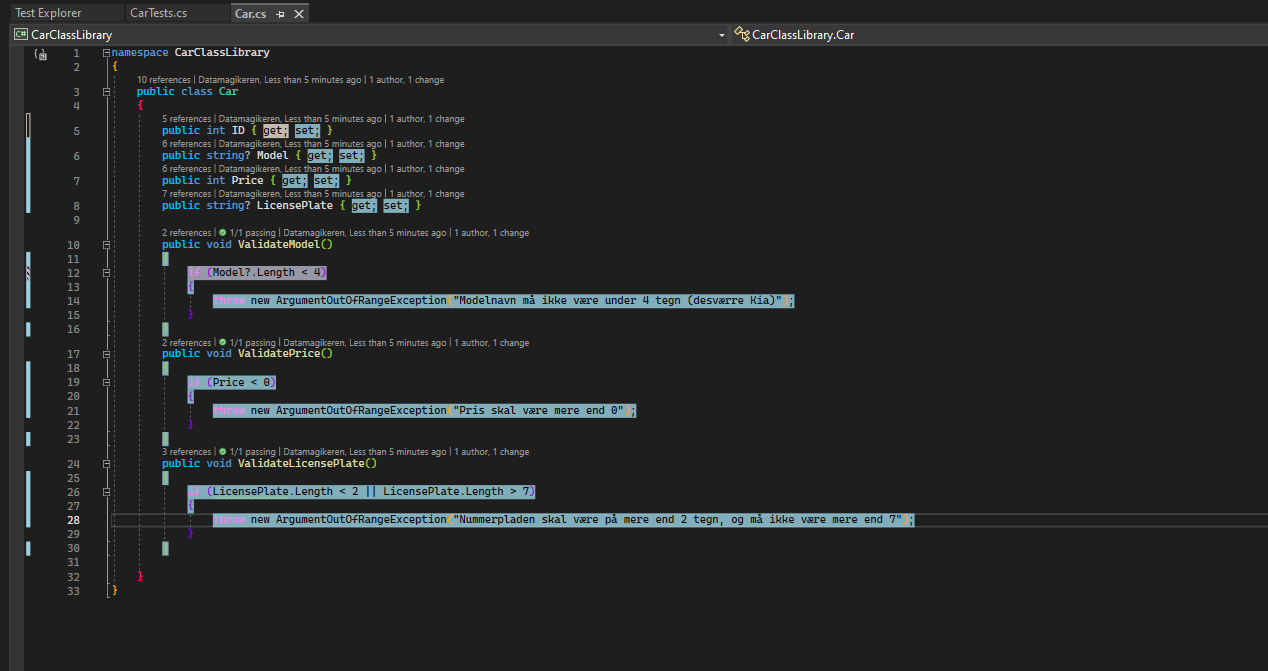 Test Explorer CarTests.cs Car.cs
C# CarClassLibrary CarClassLibrary.Car
1 namespace CarClassLibrary
2 {
10 references | Datamagikeren, Less than 5 minutes ago | 1 author, 1 change
3 public class Car
4 {
5 references | Datamagikeren, Less than 5 minutes ago | 1 author, 1 change
5 public int ID { get; set; }
6 references | Datamagikeren, Less than 5 minutes ago | 1 author, 1 change
6 public string? Model { get; set; }
6 references | Datamagikeren, Less than 5 minutes ago | 1 author, 1 change
7 public int Price { get; set; }
7 references | Datamagikeren, Less than 5 minutes ago | 1 author, 1 change
8 public string? LicensePlate { get; set; }
9
2 references | 1/1 passing | Datamagikeren, Less than 5 minutes ago | 1 author, 1 change
10 public void ValidateModel()
11 {
12 if (Model?.Length < 4)
13 {
14 throw new ArgumentOutOfRangeException("Modelnavn må ikke være under 4 tegn (desværre Kia)");
15 }
16 }
2 references | 1/1 passing | Datamagikeren, Less than 5 minutes ago | 1 author, 1 change
17 public void ValidatePrice()
18 {
19 if (Price < 0)
20 {
21 throw new ArgumentOutOfRangeException("Pris skal være mere end 0");
22 }
23 }
3 references | 1/1 passing | Datamagikeren, Less than 5 minutes ago | 1 author, 1 change
24 public void ValidateLicensePlate()
25 {
26 if (LicensePlate.Length < 2 || LicensePlate.Length > 7)
27 {
28 throw new ArgumentOutOfRangeException("Nummerpladen skal være på mere end 2 tegn, og må ikke være mere end 7");
29 }
30 }
31
32 }
33 }